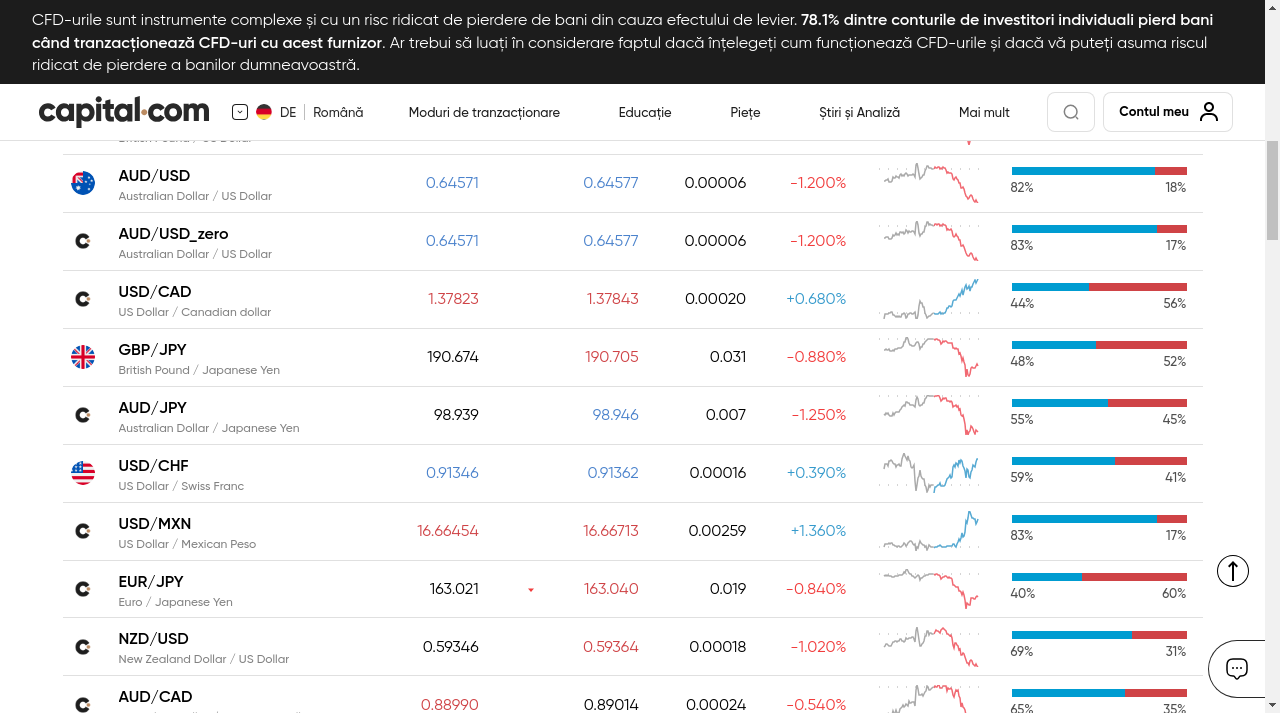 CFD-urile sunt instrumente complexe și cu un risc ridicat de pierdere de bani din cauza efectului de levier. 78.1% dintre conturile de investitori individuali pierd bani
când tranzacționează CFD-uri cu acest furnizor. Ar trebui să luați în considerare faptul dacă înțelegeți cum funcționează CFD-urile și dacă vă puteți asuma riscul
ridicat de pierdere a banilor dumneavoastră.
capital.com DE Română Moduri de tranzacționare Educație Piețe Știri și Analiză Mai mult Contul meu
AUD/USD 0.64571 0.64577 0.00006 -1.200%
Australian Dollar / US Dollar 82% 18%
AUD/USD_zero 0.64571 0.64577 0.00006 -1.200%
Australian Dollar / US Dollar 83% 17%
USD/CAD 1.37823 1.37843 0.00020 +0.680%
US Dollar / Canadian dollar 44% 56%
GBP/JPY 190.674 190.705 0.031 -0.880%
British Pound / Japanese Yen 48% 52%
AUD/JPY 98.939 98.946 0.007 -1.250%
Australian Dollar / Japanese Yen 55% 45%
USD/CHF 0.91346 0.91362 0.00016 +0.390%
US Dollar / Swiss Franc 59% 41%
USD/MXN 16.66454 16.66713 0.00259 +1.360%
US Dollar / Mexican Peso 83% 17%
EUR/JPY 163.021 163.040 0.019 -0.840%
Euro / Japanese Yen 40% 60%
NZD/USD 0.59346 0.59364 0.00018 -1.020%
New Zealand Dollar / US Dollar 69% 31%
AUD/CAD 0.88990 0.89014 0.00024 -0.540%
65% 35%